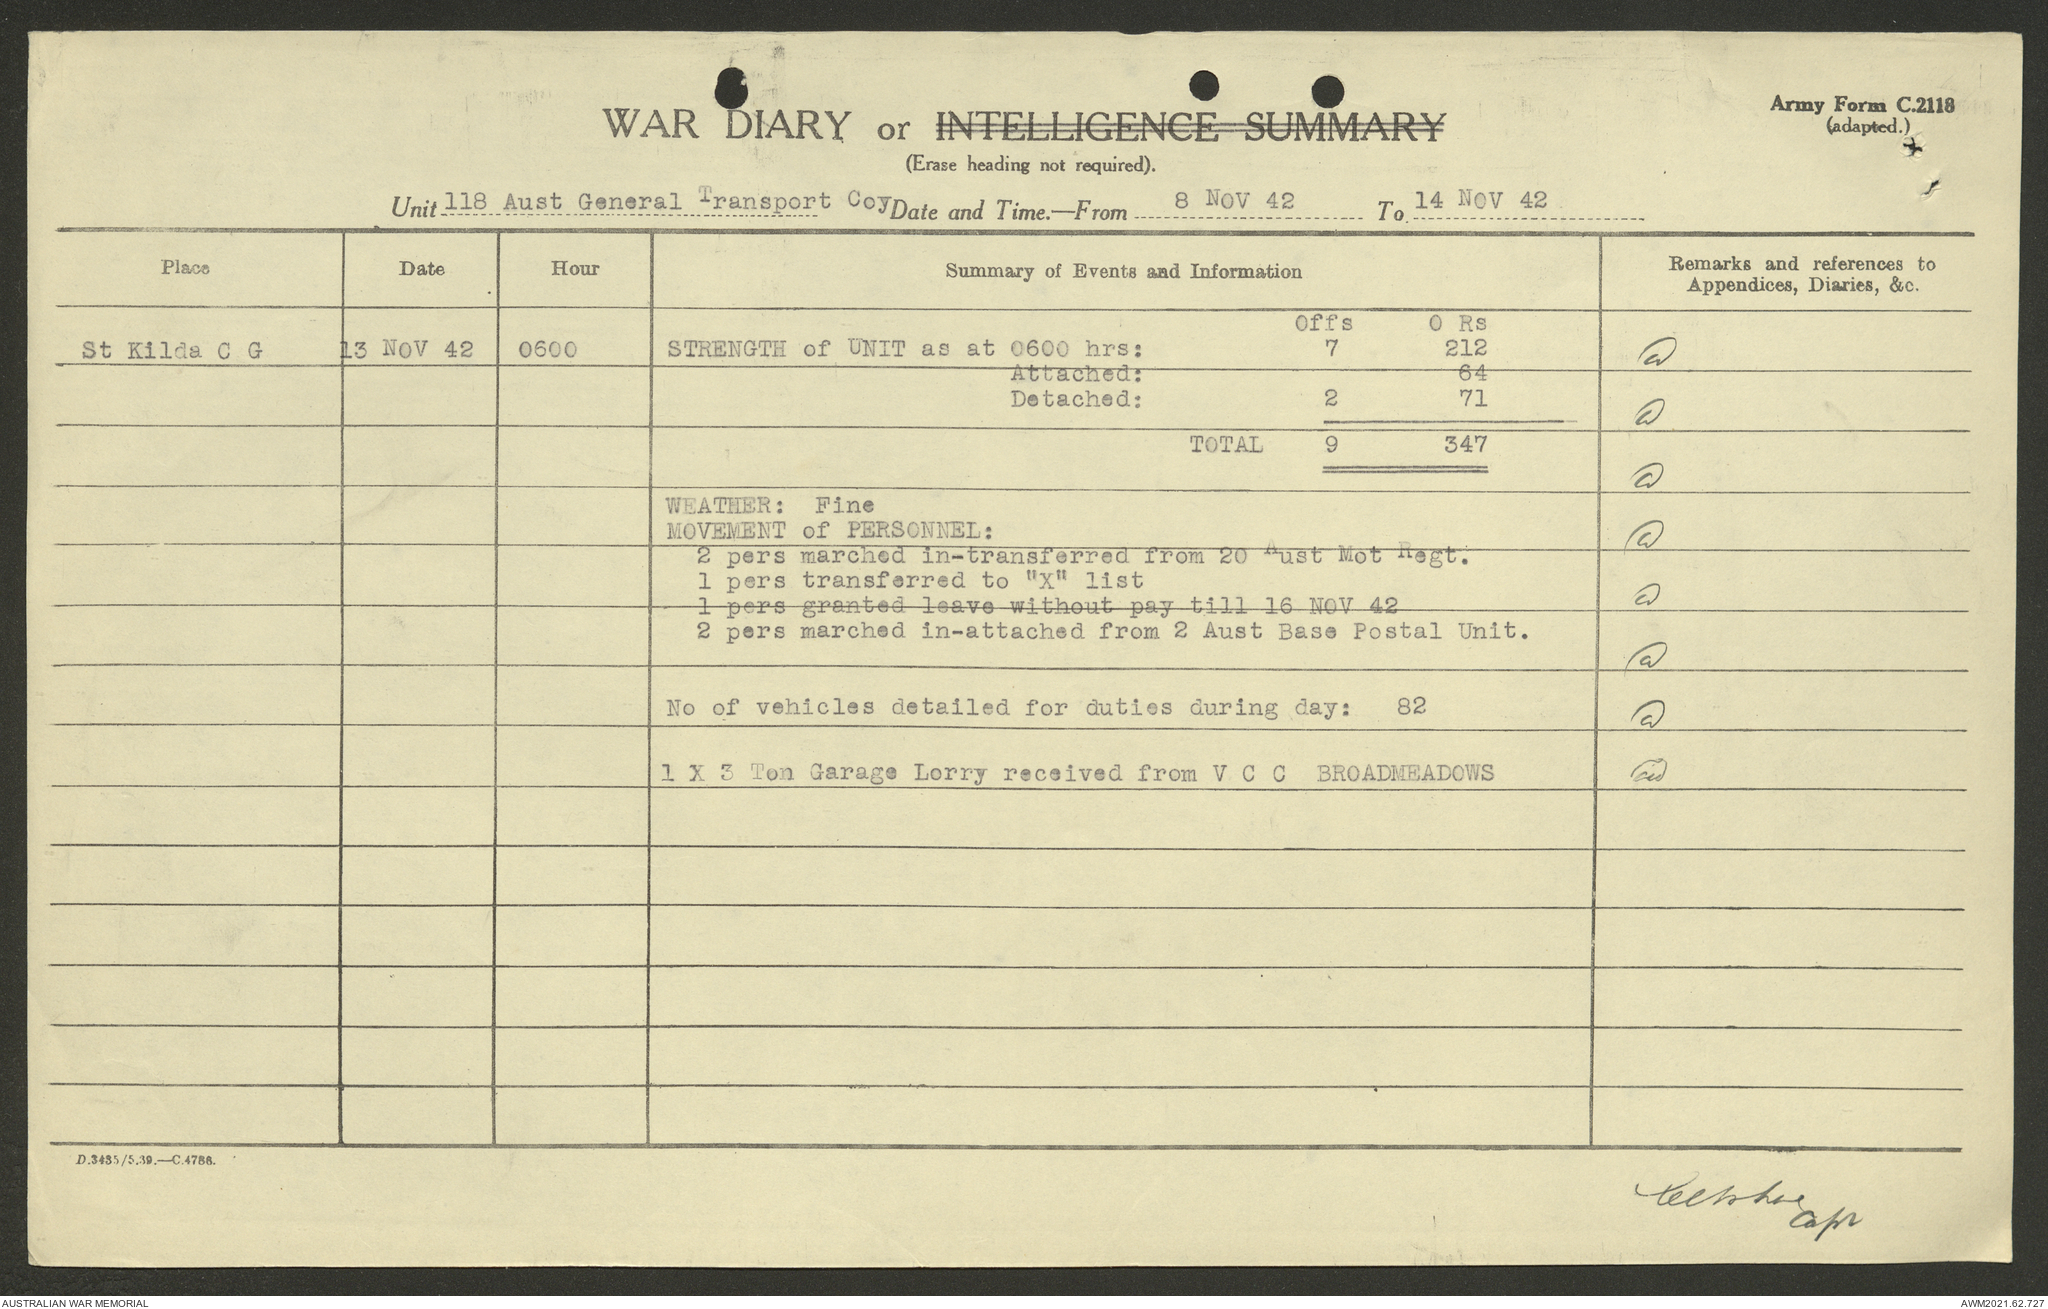 Army Form C.2118
(adapted.)
WAR DIARY or INTELLIGENCE SUMMARY
(Erase heading not required).
Unit 118 Aust General Transport Coy Date and Time.—From 8 NOV 42 To 14 NOV 42
Place Date Hour Summary of Events and Information Remarks and references to
Appendices, Diaries, &c.
Offs O Rs
St Kilda C G 13 NOV 42 0600 STRENGTH of UNIT as at 0600 hrs: 7 212
Attached: 64
Detached: 2 71
TOTAL 9 347
WEATHER: Fine
MOVEMENT of PERSONNEL:
2 pers marched in-transferred from 20 Aust Mot Regt.
1 pers transferred to "X" list
1 pers granted leave without pay till 16 NOV 42
2 pers marched in-attached from 2 Aust Base Postal Unit.
No of vehicles detailed for duties during day: 82
1 X 3 Ton Garage Lorry received from V C C BROADMEADOWS
D.3435/5.39.—C.4786.
Capt
AUSTRALIAN WAR MEMORIAL
AWM2021.62.727